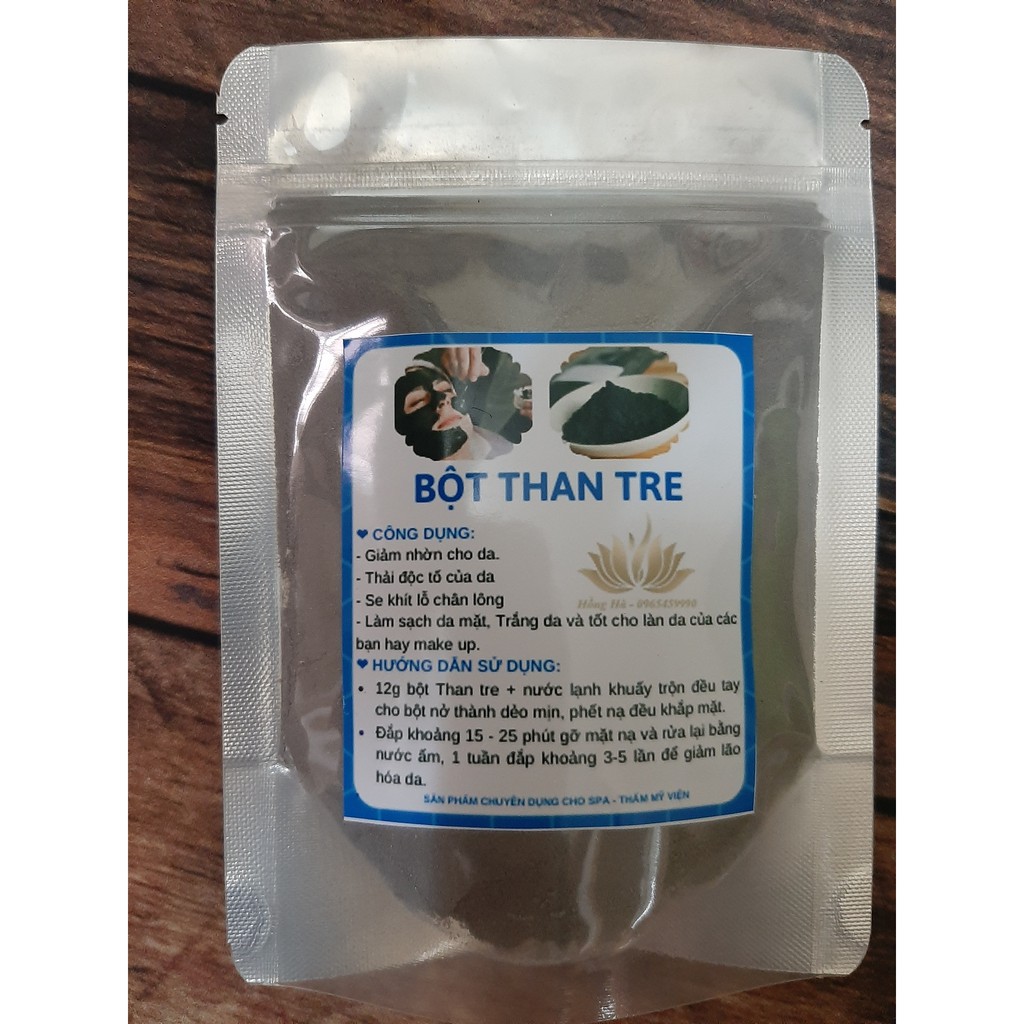 BỘT THAN TRE
❤ CÔNG DỤNG:
- Giảm nhờn cho da.
- Thải độc tố của da
- Se khít lỗ chân lông
Hồng Hà - 0965459990
- Làm sạch da mặt, Trắng da và tốt cho làn da của các
bạn hay make up.
❤ HƯỚNG DẪN SỬ DỤNG:
• 12g bột Than tre + nước lạnh khuấy trộn đều tay
cho bột nở thành dẻo mịn, phết nạ đều khắp mặt.
• Đắp khoảng 15 - 25 phút gỡ mặt nạ và rửa lại bằng
nước ấm, 1 tuần đắp khoảng 3-5 lần để giảm lão
hóa da.
SẢN PHẨM CHUYÊN DỤNG CHO SPA - THẨM MỸ VIỆN